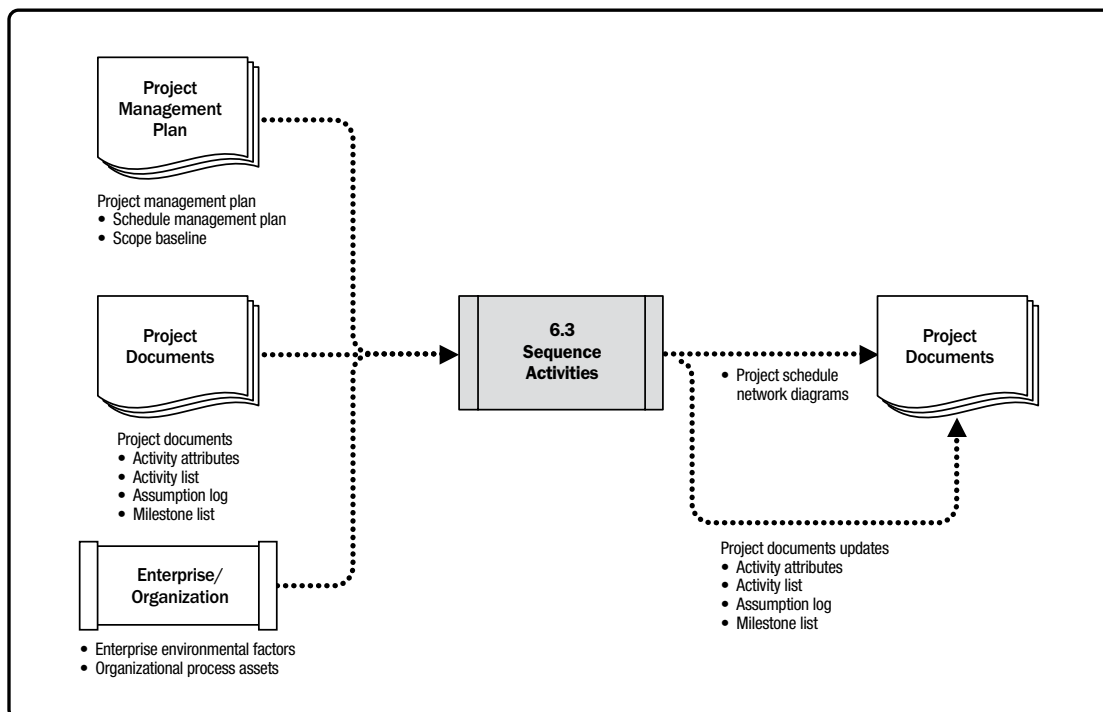 Project
Management
Plan
Project management plan
• Schedule management plan
• Scope baseline
Project
Documents
Project documents
• Activity attributes
• Activity list
• Assumption log
• Milestone list
Enterprise/
Organization
• Enterprise environmental factors
• Organizational process assets
6.3
Sequence
Activities
• Project schedule
network diagrams
Project
Documents
Project documents updates
• Activity attributes
• Activity list
• Assumption log
• Milestone list